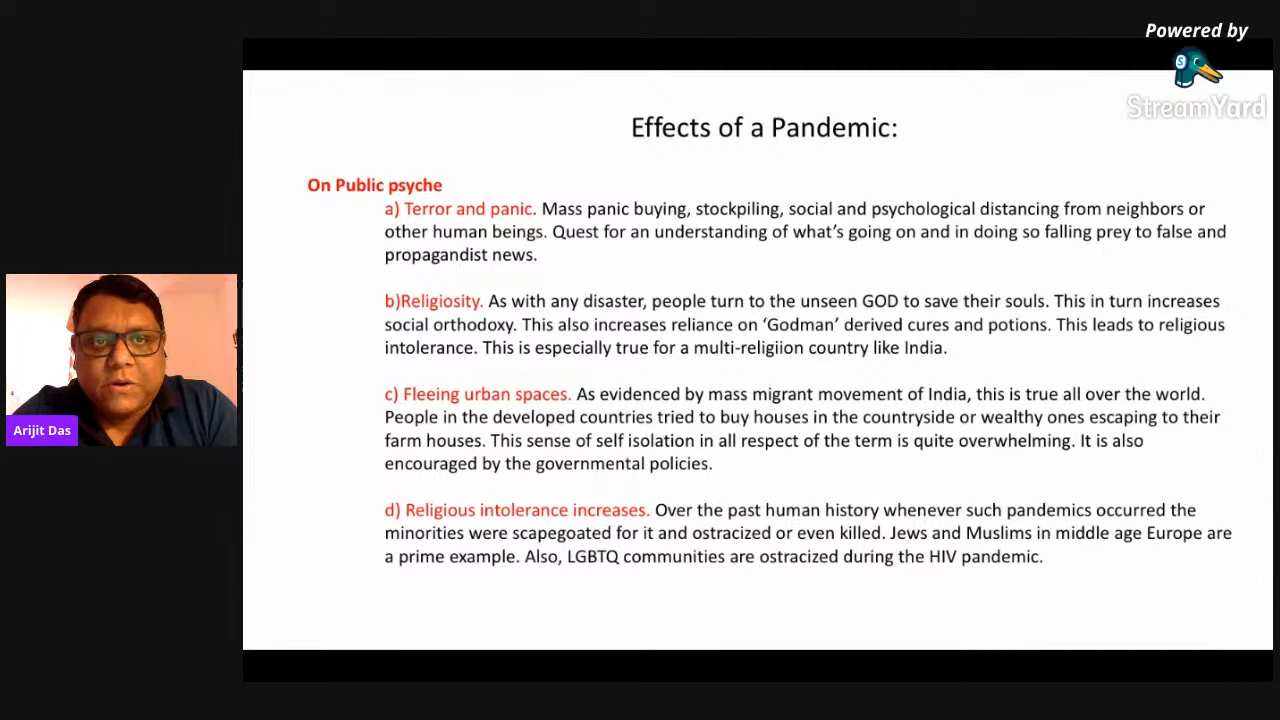 Powered by
StreamYard
Effects of a Pandemic:
On Public psyche
a) Terror and panic. Mass panic buying, stockpiling, social and psychological distancing from neighbors or
other human beings. Quest for an understanding of what's going on and in doing so falling prey to false and
propagandist news.
b)Religiosity. As with any disaster, people turn to the unseen GOD to save their souls. This in turn increases
social orthodoxy. This also increases reliance on ‘Godman’ derived cures and potions. This leads to religious
intolerance. This is especially true for a multi-religiion country like India.
c) Fleeing urban spaces. As evidenced by mass migrant movement of India, this is true all over the world.
People in the developed countries tried to buy houses in the countryside or wealthy ones escaping to their
farm houses. This sense of self isolation in all respect of the term is quite overwhelming. It is also
encouraged by the governmental policies.
d) Religious intolerance increases. Over the past human history whenever such pandemics occurred the
minorities were scapegoated for it and ostracized or even killed. Jews and Muslims in middle age Europe are
a prime example. Also, LGBTQ communities are ostracized during the HIV pandemic.
Arijit Das